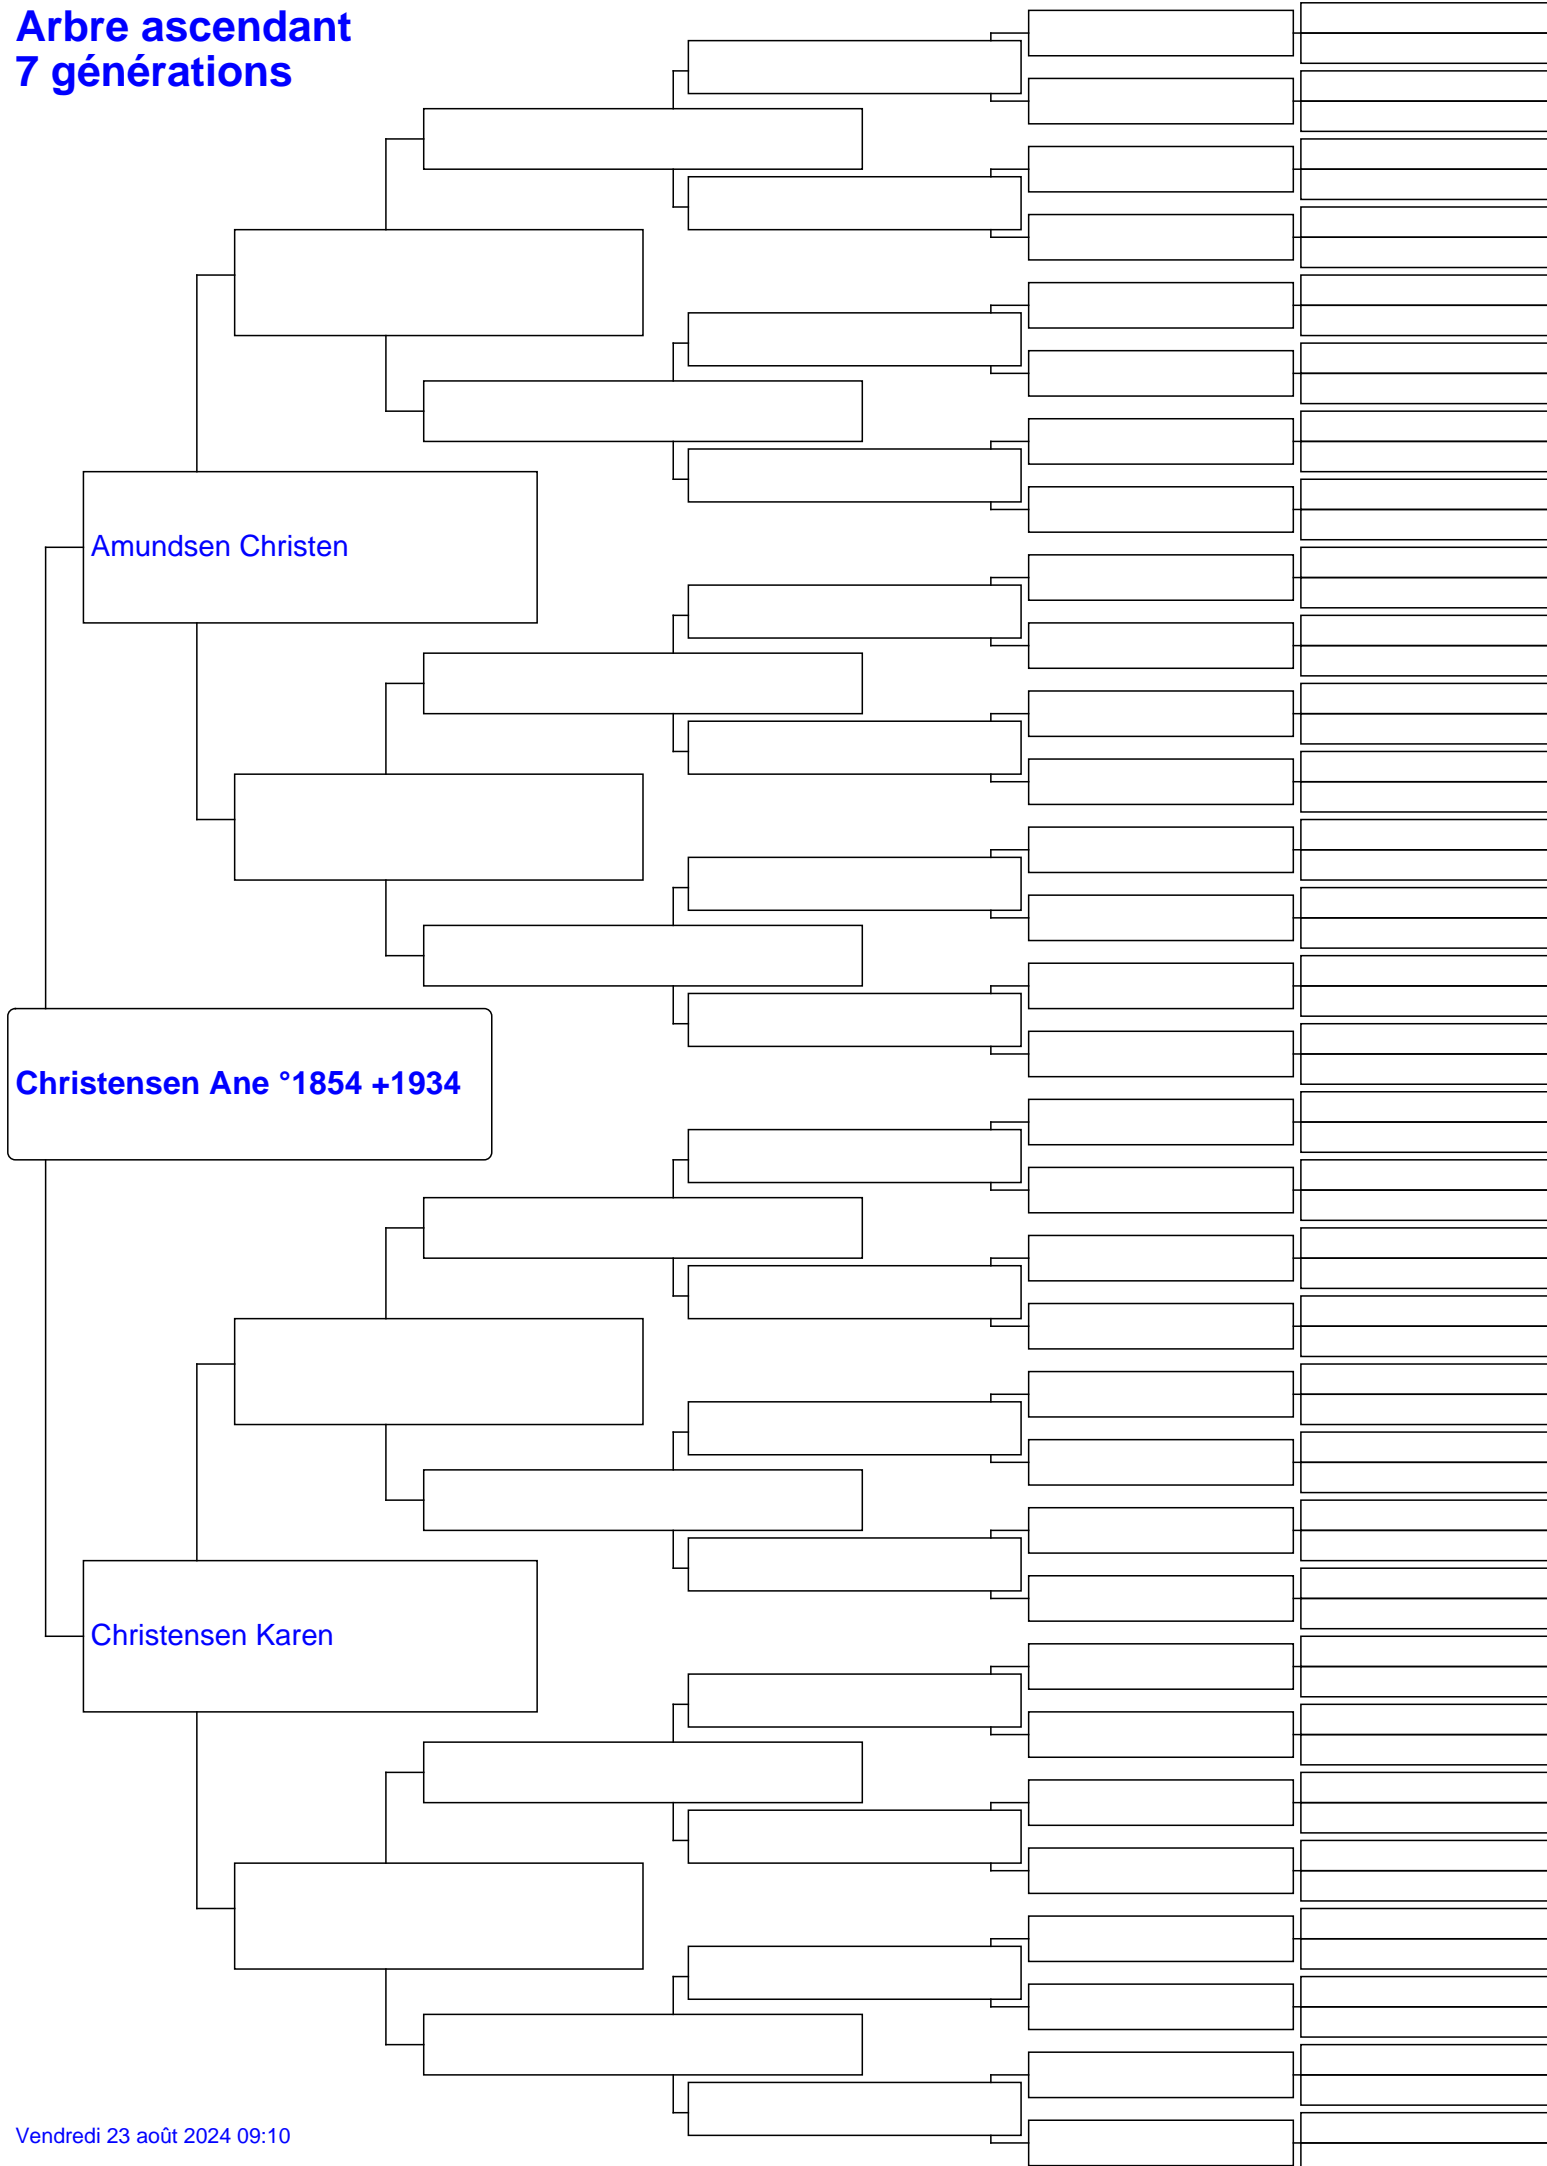 Arbre ascendant
7 générations
Amundsen Christen
Christensen Ane °1854 +1934
Christensen Karen
Vendredi 23 août 2024 09:10